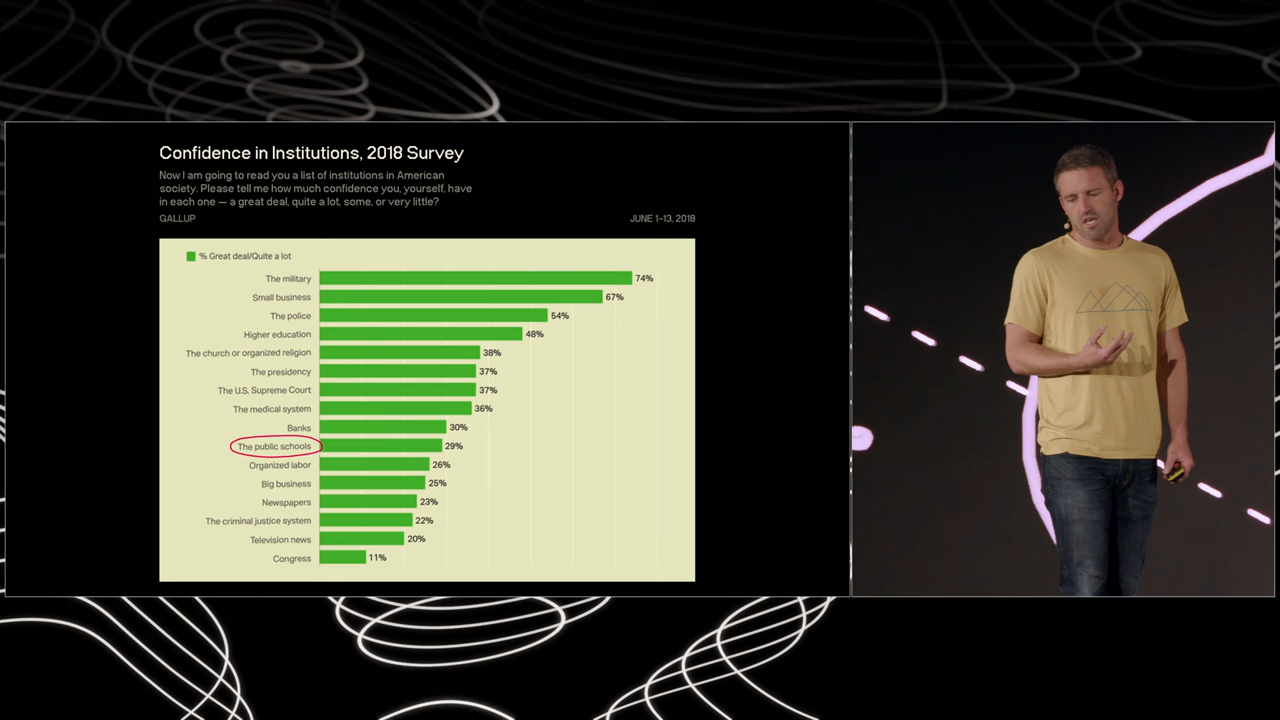 Confidence in Institutions, 2018 Survey
Now I am going to read you a list of institutions in American
society. Please tell me how much confidence you, yourself, have
in each one — a great deal, quite a lot, some, or very little?
GALLUP JUNE 1–13, 2018
% Great deal/Quite a lot
The military 74%
Small business 67%
The police 54%
Higher education 48%
The church or organized religion 38%
The presidency 37%
The U.S. Supreme Court 37%
The medical system 36%
Banks 30%
The public schools 29%
Organized labor 26%
Big business 25%
Newspapers 23%
The criminal justice system 22%
Television news 20%
Congress 11%